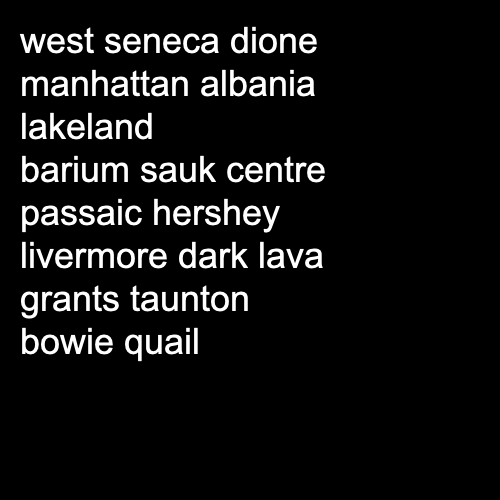 west seneca dione
manhattan albania
lakeland
barium sauk centre
passaic hershey
livermore dark lava
grants taunton
bowie quail